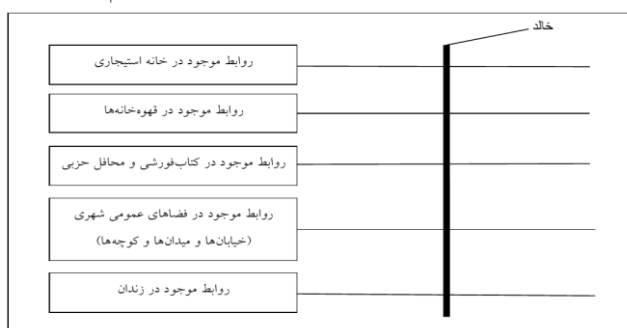 خالد
روابط موجود در خانه استیجاری
روابط موجود در قهوه‌خانه‌ها
روابط موجود در کتاب‌فورشی و محافل حزبی
روابط موجود در فضاهای عمومی شهری
(خیابان‌ها و میدان‌ها و کوچه‌ها)
روابط موجود در زندان